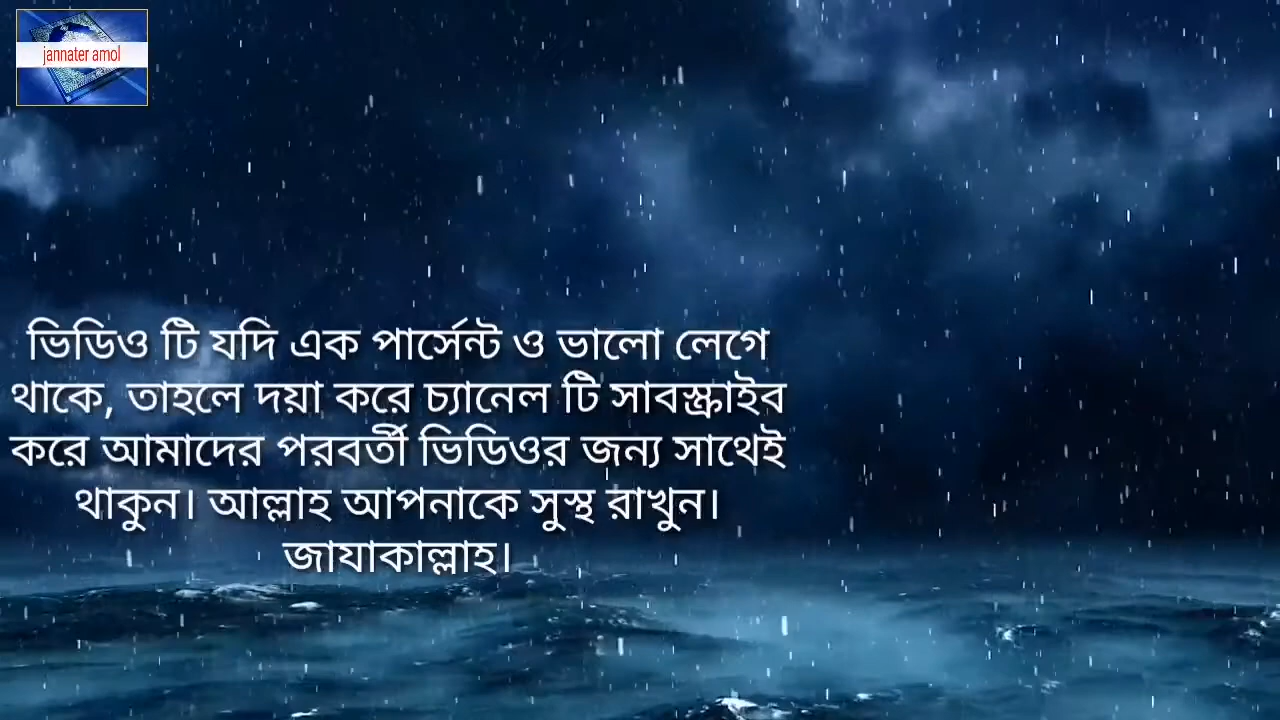 jannater amol
ভিডিও টি যদি এক পার্সেন্ট ও ভালো লেগে
থাকে, তাহলে দয়া করে চ্যানেল টি সাবস্ক্রাইব
করে আমাদের পরবর্তী ভিডিওর জন্য সাথেই
থাকুন। আল্লাহ আপনাকে সুস্থ রাখুন।
জাযাকাল্লাহ।